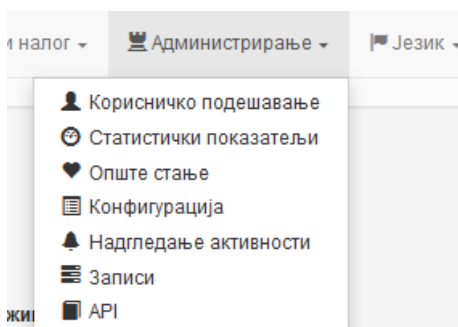 и налог Администрирање Језик
Корисничко подешавање
Статистички показатељи
Опште стање
Конфигурација
Надгледање активности
Записи
API